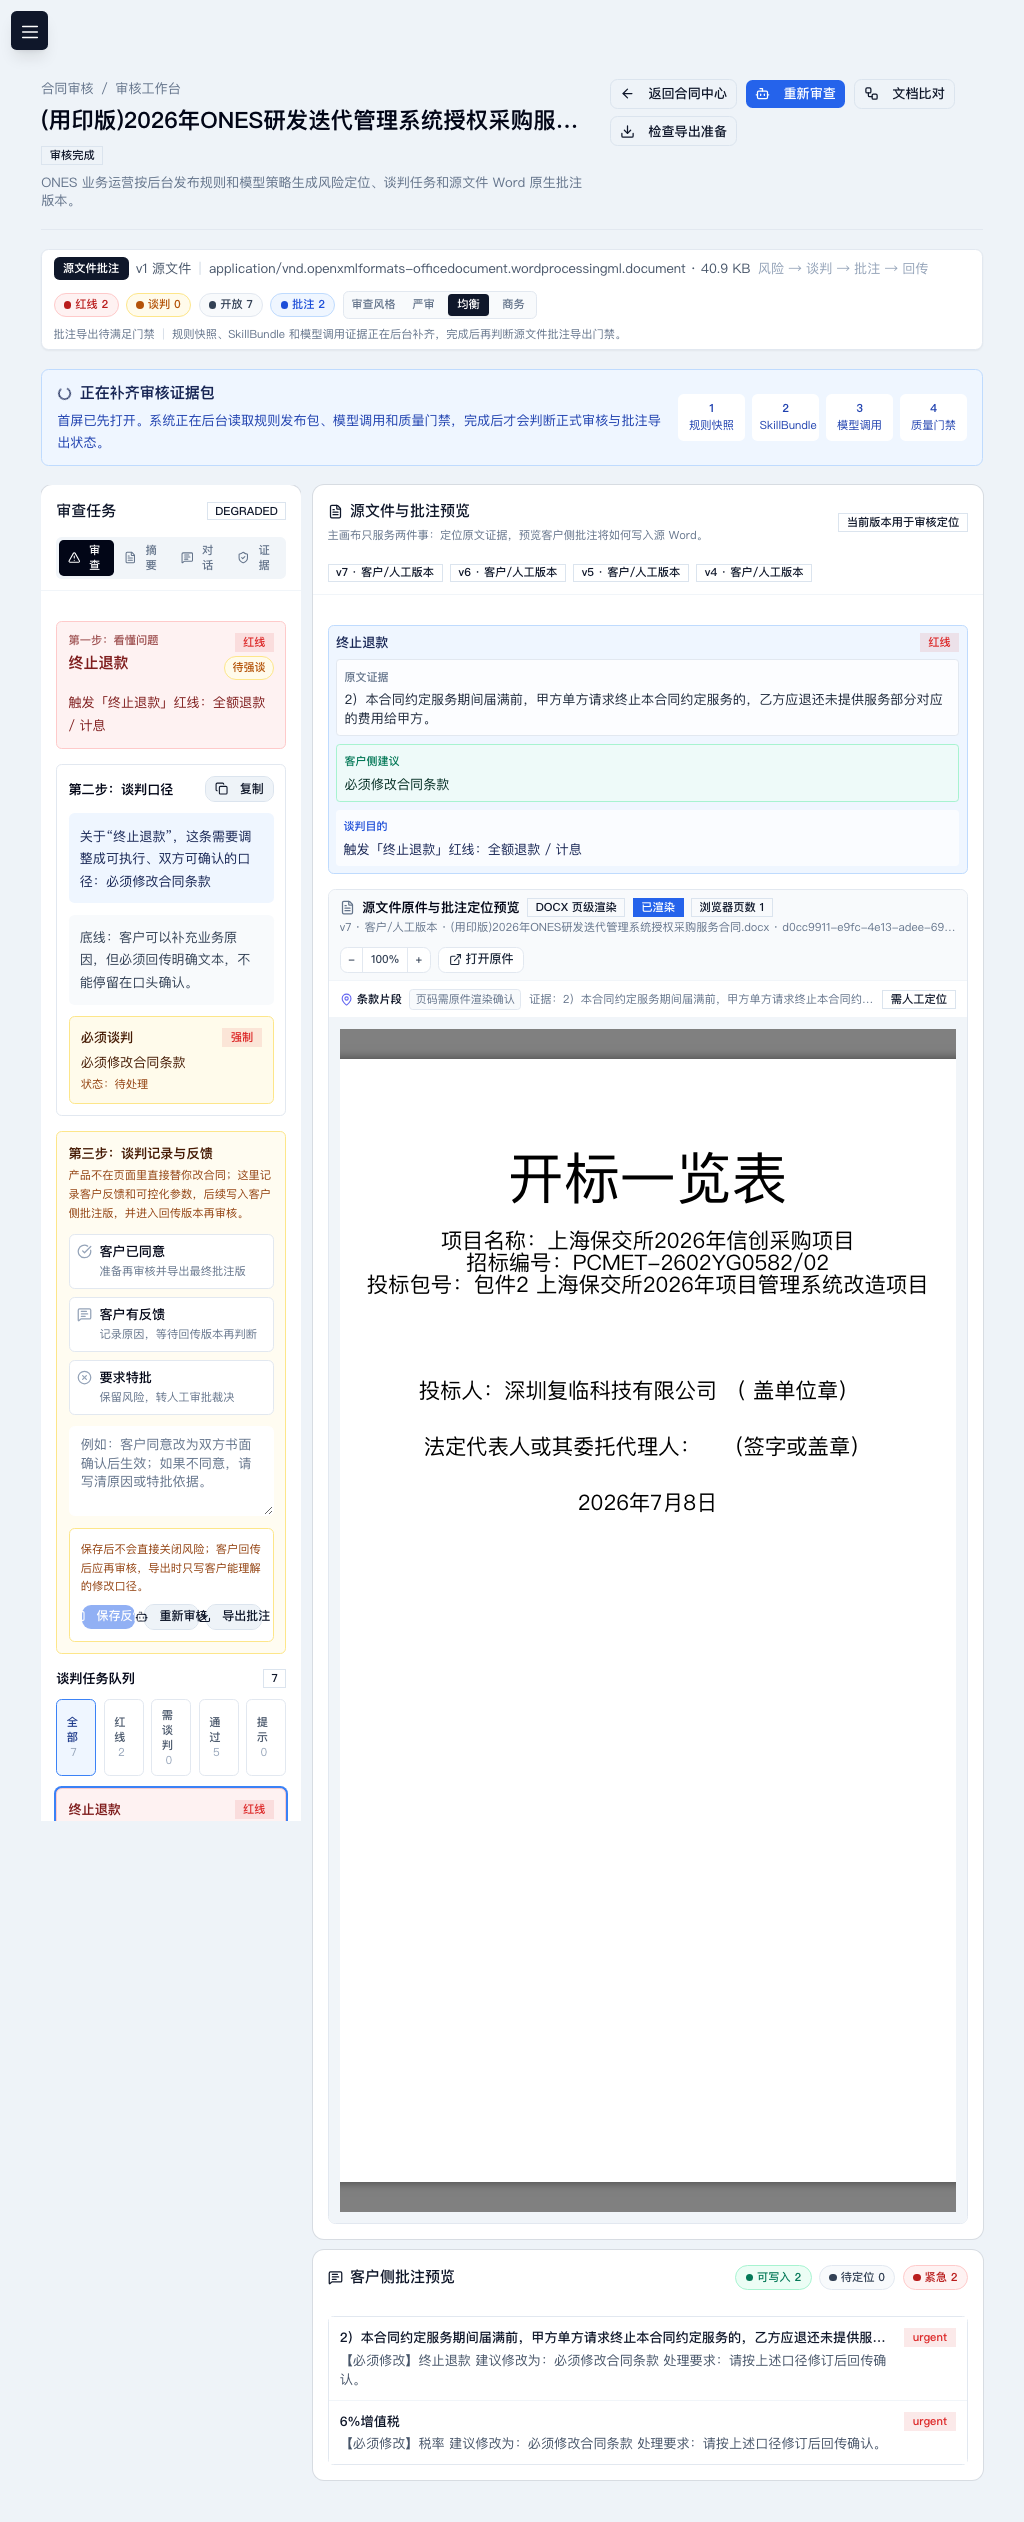 合同审核 / 审核工作台
(用印版)2026年ONES研发迭代管理系统授权采购服...
审核完成
ONES 业务运营按后台发布规则和模型策略生成风险定位、谈判任务和源文件 Word 原生批注
版本。
返回合同中心
重新审查
文档比对
检查导出准备
源文件批注 v1 源文件 | application/vnd.openxmlformats-officedocument.wordprocessingml.document · 40.9 KB 风险 → 谈判 → 批注 → 回传
红线 2 谈判 0 开放 7 批注 2 审查风格 严审 均衡 商务
批注导出待满足门禁 | 规则快照、SkillBundle 和模型调用证据正在后台补齐，完成后再判断源文件批注导出门禁。
正在补齐审核证据包
首屏已先打开。系统正在后台读取规则发布包、模型调用和质量门禁，完成后才会判断正式审核与批注导
出状态。
1
规则快照
2
SkillBundle
3
模型调用
4
质量门禁
审查任务
DEGRADED
审
查
摘
要
对
话
证
据
第一步：看懂问题
红线
终止退款
待强谈
触发「终止退款」红线：全额退款
/ 计息
第二步：谈判口径
复制
关于“终止退款”，这条需要调
整成可执行、双方可确认的口
径：必须修改合同条款
底线：客户可以补充业务原
因，但必须回传明确文本，不
能停留在口头确认。
必须谈判
强制
必须修改合同条款
状态：待处理
第三步：谈判记录与反馈
产品不在页面里直接替你改合同；这里记
录客户反馈和可控化参数，后续写入客户
侧批注版，并进入回传版本再审核。
客户已同意
准备再审核并导出最终批注版
客户有反馈
记录原因，等待回传版本再判断
要求特批
保留风险，转人工审批裁决
例如：客户同意改为双方书面
确认后生效；如果不同意，请
写清原因或特批依据。
保存后不会直接关闭风险；客户回传
后应再审核，导出时只写客户能理解
的修改口径。
保存反
重新审核
导出批注
谈判任务队列
7
全
部
7
红
线
2
需
谈
判
0
通
过
5
提
示
0
终止退款
红线
源文件与批注预览
主画布只服务两件事：定位原文证据，预览客户侧批注将如何写入源 Word。
当前版本用于审核定位
v7 · 客户/人工版本
v6 · 客户/人工版本
v5 · 客户/人工版本
v4 · 客户/人工版本
终止退款
红线
原文证据
2）本合同约定服务期间届满前，甲方单方请求终止本合同约定服务的，乙方应退还未提供服务部分对应
的费用给甲方。
客户侧建议
必须修改合同条款
谈判目的
触发「终止退款」红线：全额退款 / 计息
源文件原件与批注定位预览 DOCX 页级渲染 已渲染 浏览器页数 1
v7 · 客户/人工版本 · (用印版)2026年ONES研发迭代管理系统授权采购服务合同.docx · d0cc9911-e9fc-4e13-adee-69...
− 100% + 打开原件
条款片段 页码需原件渲染确认 证据：2）本合同约定服务期间届满前，甲方单方请求终止本合同约... 需人工定位
开标一览表
项目名称：上海保交所2026年信创采购项目
招标编号：PCMET-2602YG0582/02
投标包号：包件2 上海保交所2026年项目管理系统改造项目
投标人：深圳复临科技有限公司 （ 盖单位章）
法定代表人或其委托代理人： （签字或盖章）
2026年7月8日
客户侧批注预览
可写入 2
待定位 0
紧急 2
2）本合同约定服务期间届满前，甲方单方请求终止本合同约定服务的，乙方应退还未提供服...
urgent
【必须修改】终止退款 建议修改为：必须修改合同条款 处理要求：请按上述口径修订后回传确
认。
6%增值税
urgent
【必须修改】税率 建议修改为：必须修改合同条款 处理要求：请按上述口径修订后回传确认。